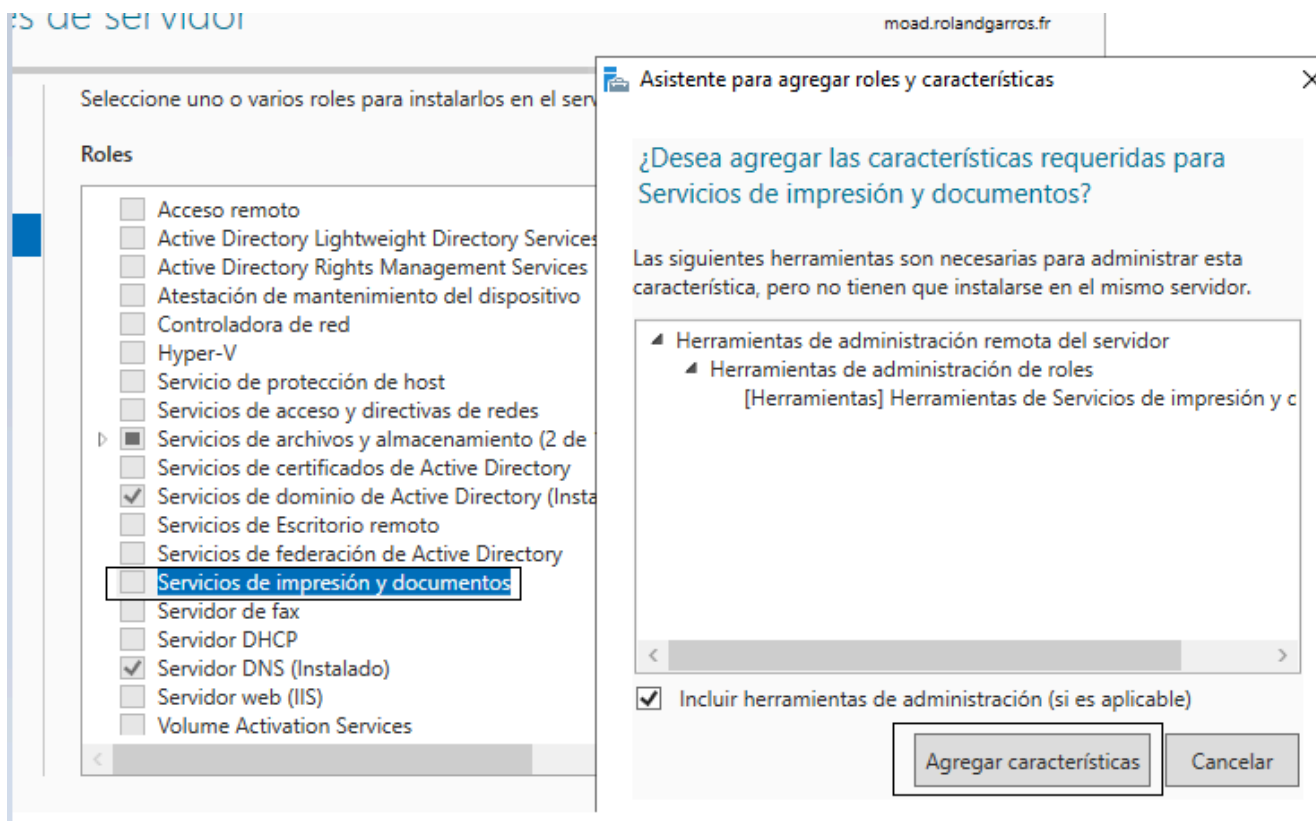 de servidor
moad.rolandgarros.fr
Seleccione uno o varios roles para instalarlos en el
Roles
Acceso remoto
Active Directory Lightweight Directory Services
Active Directory Rights Management Services
Atestación de mantenimiento del dispositivo
Controladora de red
Hyper-V
Servicio de protección de host
Servicios de acceso y directivas de redes
Servicios de archivos y almacenamiento (2 de
Servicios de certificados de Active Directory
Servicios de dominio de Active Directory (Insta
Servicios de Escritorio remoto
Servicios de federación de Active Directory
Servicios de impresión y documentos
Servidor de fax
Servidor DHCP
Servidor DNS (Instalado)
Servidor web (IIS)
Volume Activation Services
Asistente para agregar roles y características
¿Desea agregar las características requeridas para
Servicios de impresión y documentos?
Las siguientes herramientas son necesarias para administrar esta
característica, pero no tienen que instalarse en el mismo servidor.
Herramientas de administración remota del servidor
Herramientas de administración de roles
[Herramientas] Herramientas de Servicios de impresión y c
Incluir herramientas de administración (si es aplicable)
Agregar características
Cancelar